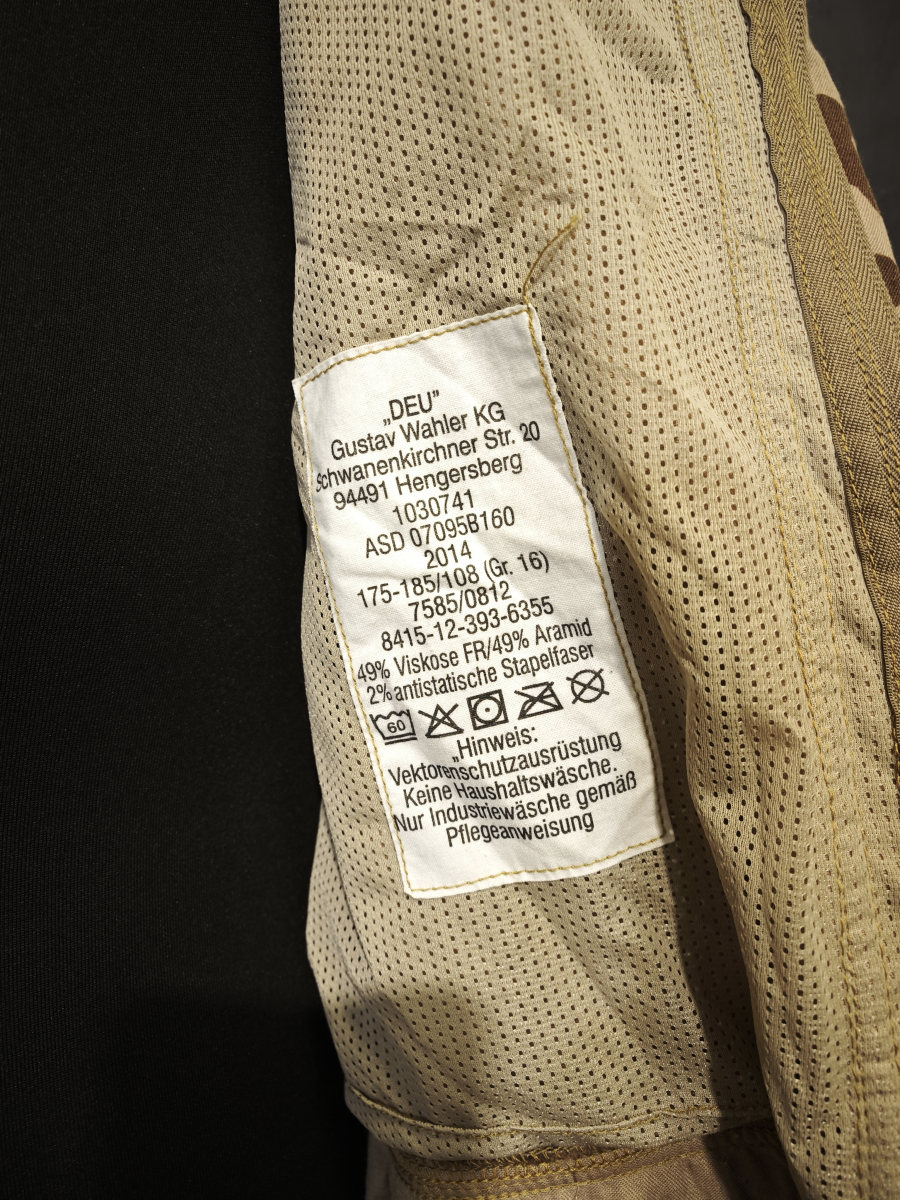 „DEU”
Gustav Wahler KG
Schwanenkirchner Str. 20
94491 Hengersberg
1030741
ASD 07095B160
2014
175-185/108 (Gr. 16)
7585/0812
8415-12-393-6355
49% Viskose FR/49% Aramid
2% antistatische Stapelfaser
60
„Hinweis:
Vektorenschutzausrüstung
Keine Haushaltswäsche.
Nur Industriewäsche gemäß
Pflegeanweisung